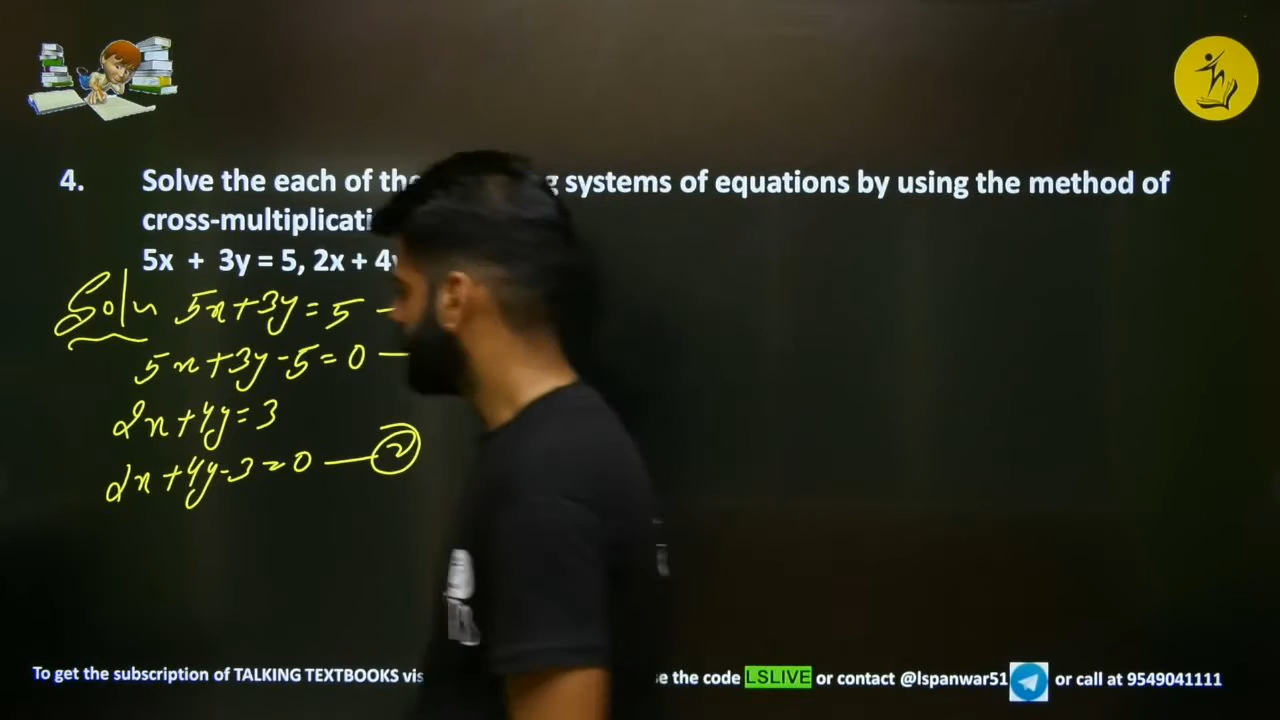 4. Solve the each of the systems of equations by using the method of
cross-multiplicati
5x + 3y = 5, 2x + 4
Soln 5x+3y=5 –
5x+3y-5=0 —
2x+4y=3
2x+4y-3=0 — ②
To get the subscription of TALKING TEXTBOOKS vis e the code LSLIVE or contact @lspanwar51 or call at 9549041111